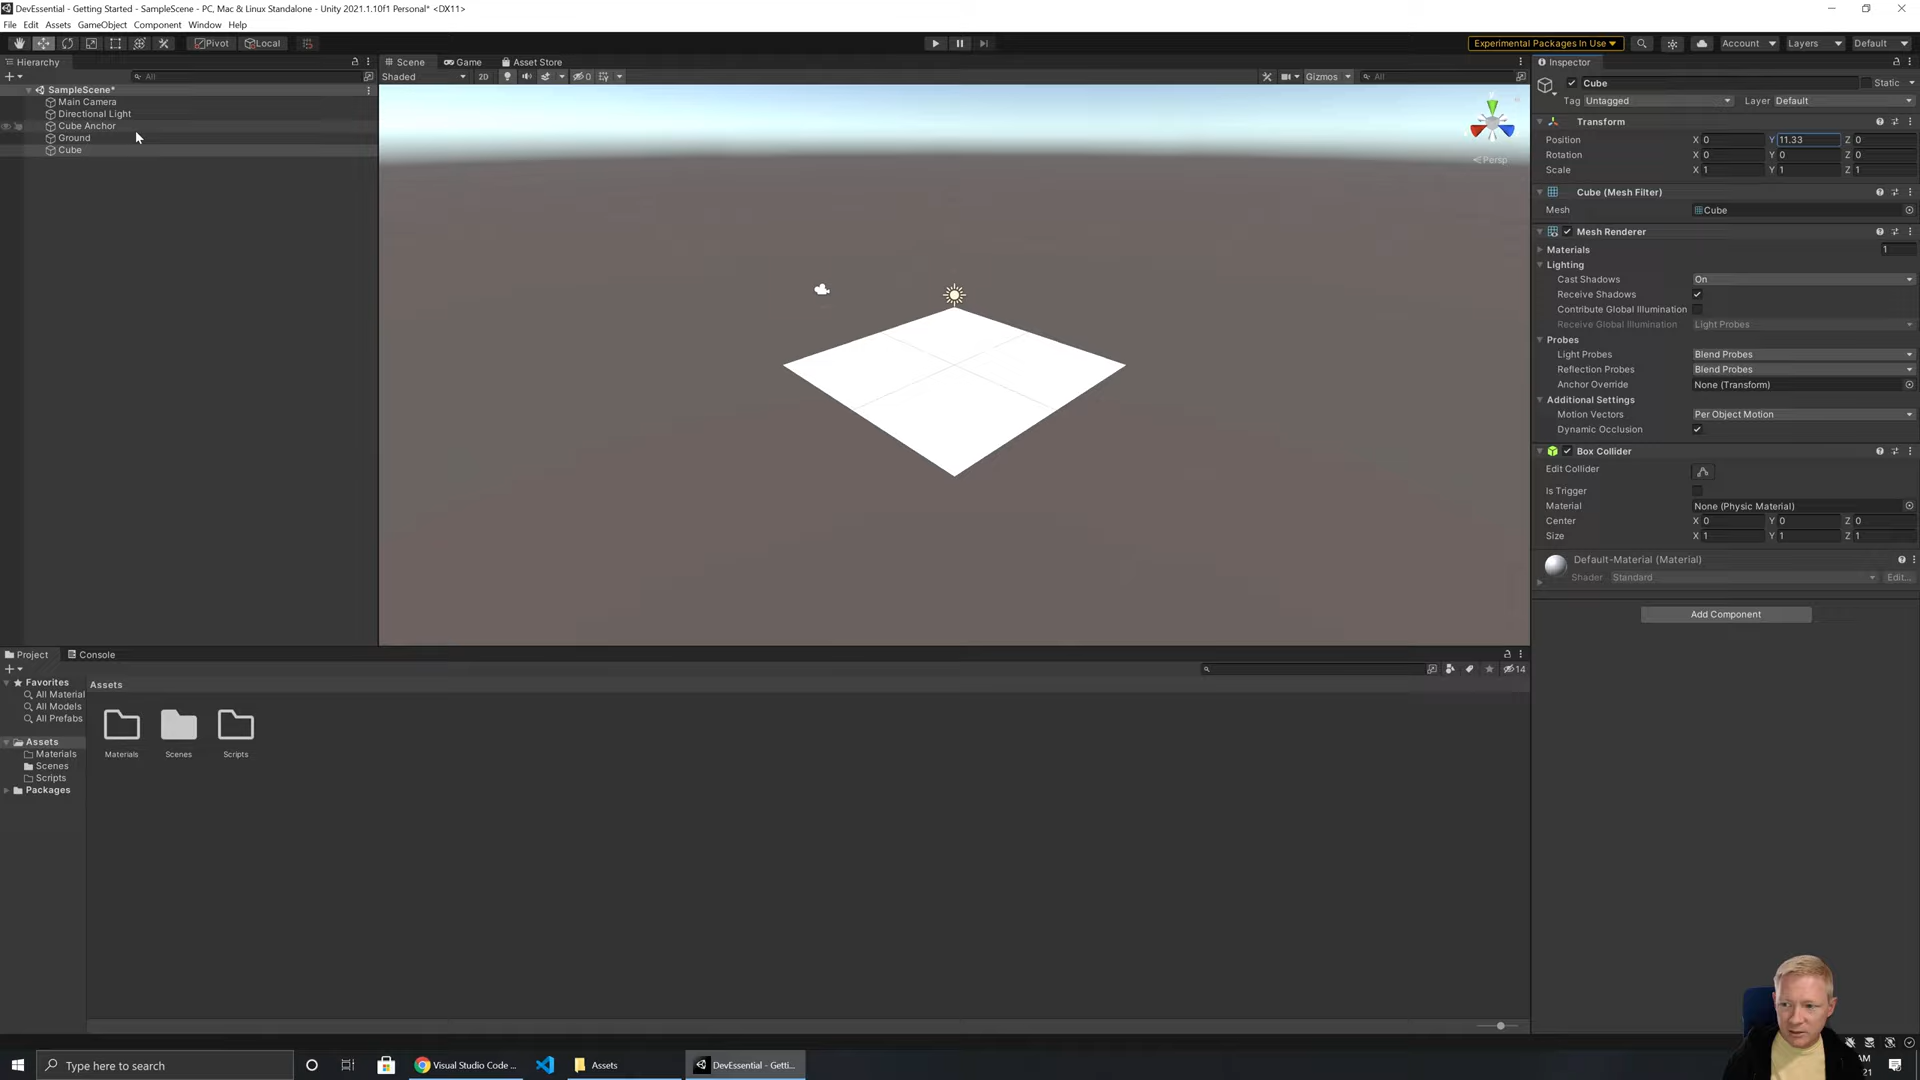 DevEssential - Getting Started - SampleScene - PC, Mac & Linux Standalone - Unity 2021.1.10f1 Personal* <DX11>
File Edit Assets GameObject Component Window Help
Pivot Local
Experimental Packages In Use Account Layers Default
Hierarchy
All
SampleScene*
Main Camera
Directional Light
Cube Anchor
Ground
Cube
Scene Game Asset Store
Shaded 2D 0 Gizmos All
Persp
Inspector
Cube Static
Tag Untagged Layer Default
Transform
Position X 0 Y 11.33 Z 0
Rotation X 0 Y 0 Z 0
Scale X 1 Y 1 Z 1
Cube (Mesh Filter)
Mesh Cube
Mesh Renderer
Materials 1
Lighting
Cast Shadows On
Receive Shadows
Contribute Global Illumination
Receive Global Illumination Light Probes
Probes
Light Probes Blend Probes
Reflection Probes Blend Probes
Anchor Override None (Transform)
Additional Settings
Motion Vectors Per Object Motion
Dynamic Occlusion
Box Collider
Edit Collider
Is Trigger
Material None (Physic Material)
Center X 0 Y 0 Z 0
Size X 1 Y 1 Z 1
Default-Material (Material)
Shader Standard Edit...
Add Component
Project Console
14
Favorites
All Material
All Models
All Prefabs
Assets
Materials
Scenes
Scripts
Packages
Assets
Materials Scenes Scripts
Type here to search
Visual Studio Code ...
Assets
DevEssential - Getti...
AM
21